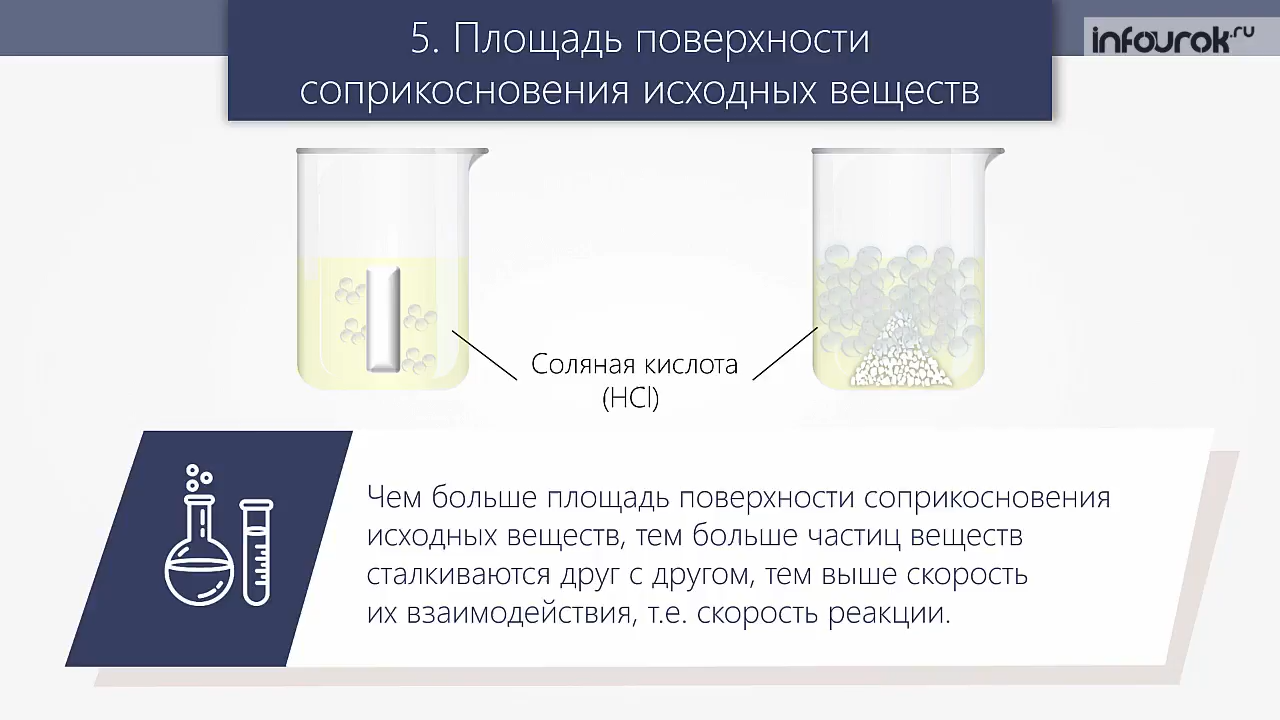 5. Площадь поверхности
соприкосновения исходных веществ
infourok.ru
Соляная кислота
(HCl)
Чем больше площадь поверхности соприкосновения
исходных веществ, тем больше частиц веществ
сталкиваются друг с другом, тем выше скорость
их взаимодействия, т.е. скорость реакции.